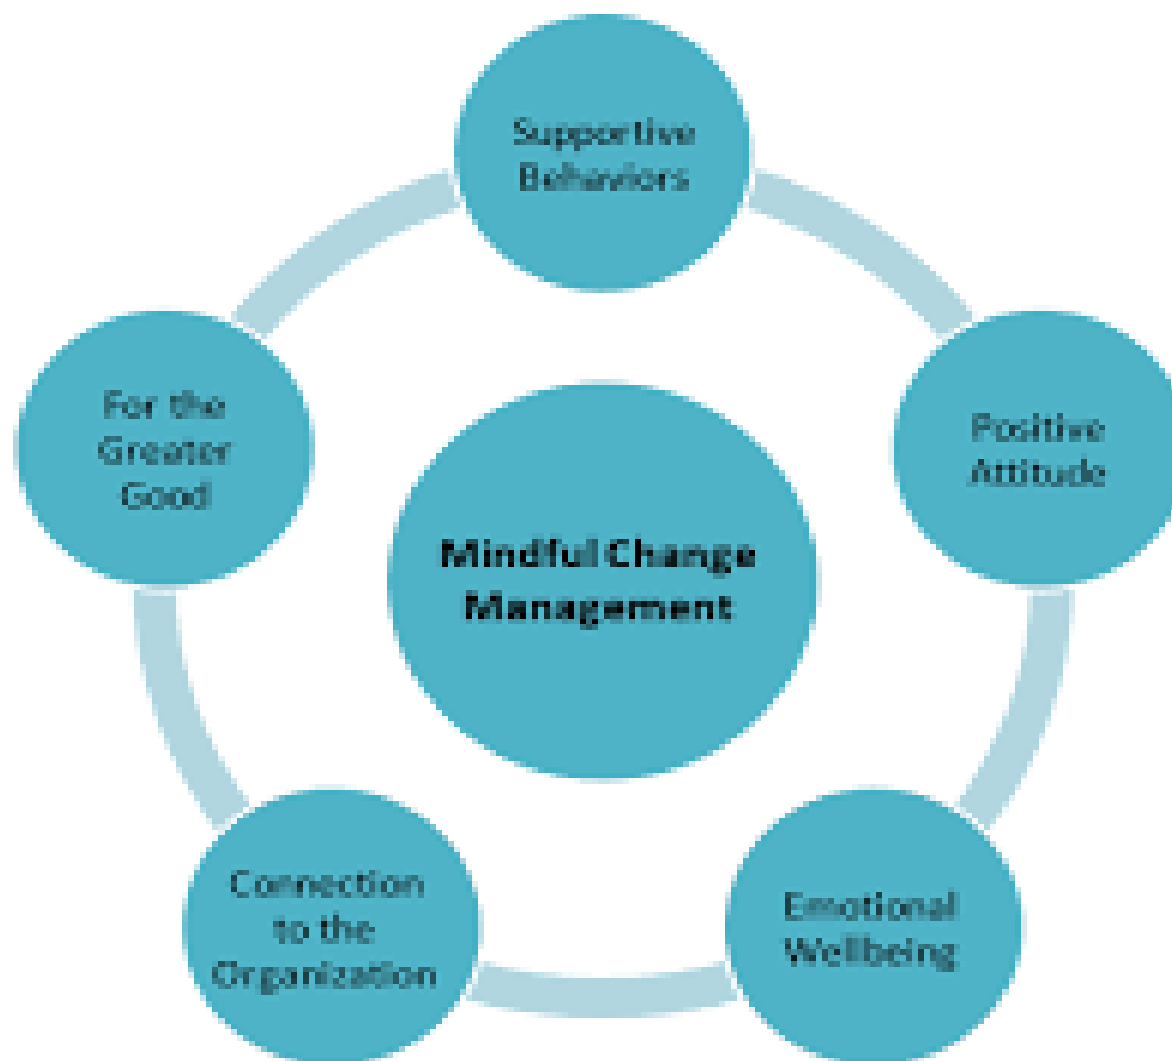 Supportive
Behaviors
Positive
Attitude
Emotional
Wellbeing
Connection
to the
Organization
For the
Greater
Good
Mindful Change
Management